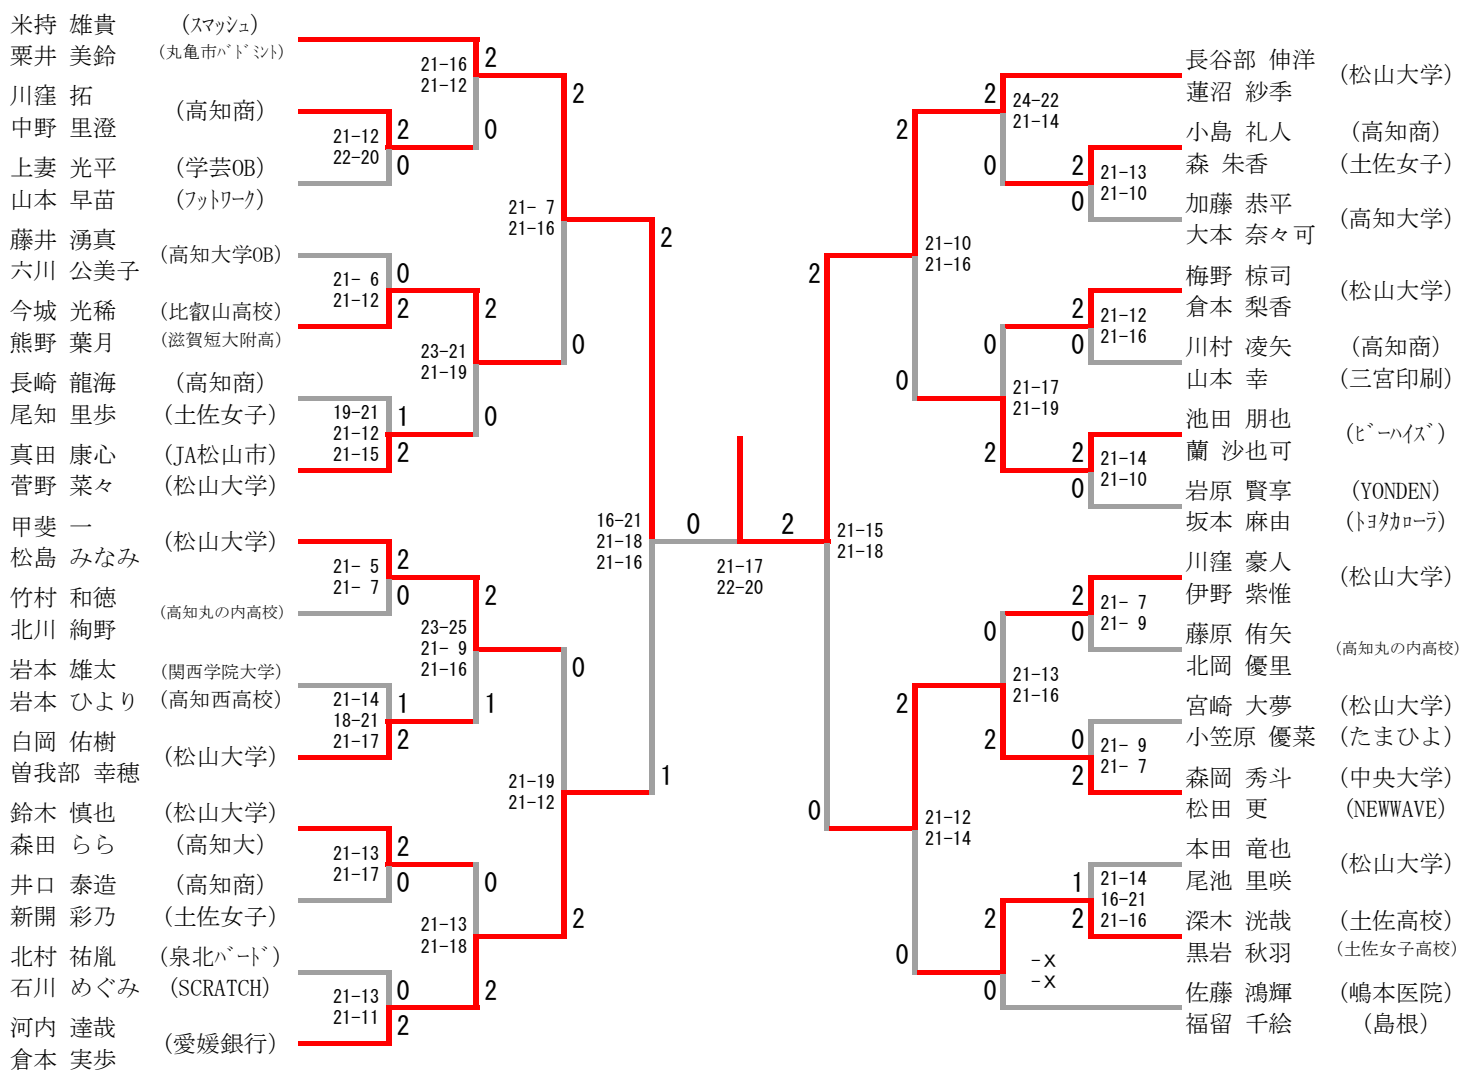 米持 雄貴 (スマッシュ)
粟井 美鈴 (丸亀市バドミント)
川窪 拓
中野 里澄 (高知商)
上妻 光平 (学芸OB)
山本 早苗 (フットワーク)
藤井 湧真
六川 公美子 (高知大学OB)
今城 光稀 (比叡山高校)
熊野 葉月 (滋賀短大附高)
長崎 龍海 (高知商)
尾知 里歩 (土佐女子)
真田 康心 (JA松山市)
菅野 菜々 (松山大学)
甲斐 一
松島 みなみ (松山大学)
竹村 和徳
北川 絢野 (高知丸の内高校)
岩本 雄太 (関西学院大学)
岩本 ひより (高知西高校)
白岡 佑樹
曽我部 幸穂 (松山大学)
鈴木 慎也 (松山大学)
森田 らら (高知大)
井口 泰造 (高知商)
新開 彩乃 (土佐女子)
北村 祐胤 (泉北バード)
石川 めぐみ (SCRATCH)
河内 達哉
倉本 実歩 (愛媛銀行)
21-12
22-20
2
0
21- 6
21-12
0
2
19-21
21-12
21-15
1
2
21- 5
21- 7
2
0
21-14
18-21
21-17
1
2
21-13
21-17
2
0
21-13
21-11
0
2
21-16
21-12
2
0
23-21
21-19
2
0
23-25
21- 9
21-16
2
1
21-13
21-18
0
2
21- 7
21-16
2
0
21-19
21-12
0
2
16-21
21-18
21-16
2
1
0
2
21-17
22-20
21-15
21-18
2
0
21-10
21-16
2
0
21-12
21-14
2
0
24-22
21-14
2
0
21-17
21-19
0
2
21-13
21-16
0
2
-X
-X
2
0
21-13
21-10
2
0
21-12
21-16
2
0
21-14
21-10
2
0
21- 7
21- 9
2
0
21- 9
21- 7
0
2
21-14
16-21
21-16
1
2
長谷部 伸洋
蓮沼 紗季 (松山大学)
小島 礼人 (高知商)
森 朱香 (土佐女子)
加藤 恭平
大本 奈々可 (高知大学)
梅野 椋司
倉本 梨香 (松山大学)
川村 凌矢 (高知商)
山本 幸 (三宮印刷)
池田 朋也
蘭 沙也可 (ビーハイズ)
岩原 賢享 (YONDEN)
坂本 麻由 (トヨタカローラ)
川窪 豪人
伊野 紫惟 (松山大学)
藤原 侑矢
北岡 優里 (高知丸の内高校)
宮崎 大夢 (松山大学)
小笠原 優菜 (たまひよ)
森岡 秀斗 (中央大学)
松田 更 (NEWWAVE)
本田 竜也
尾池 里咲 (松山大学)
深木 洸哉 (土佐高校)
黒岩 秋羽 (土佐女子高校)
佐藤 鴻輝 (嶋本医院)
福留 千絵 (島根)